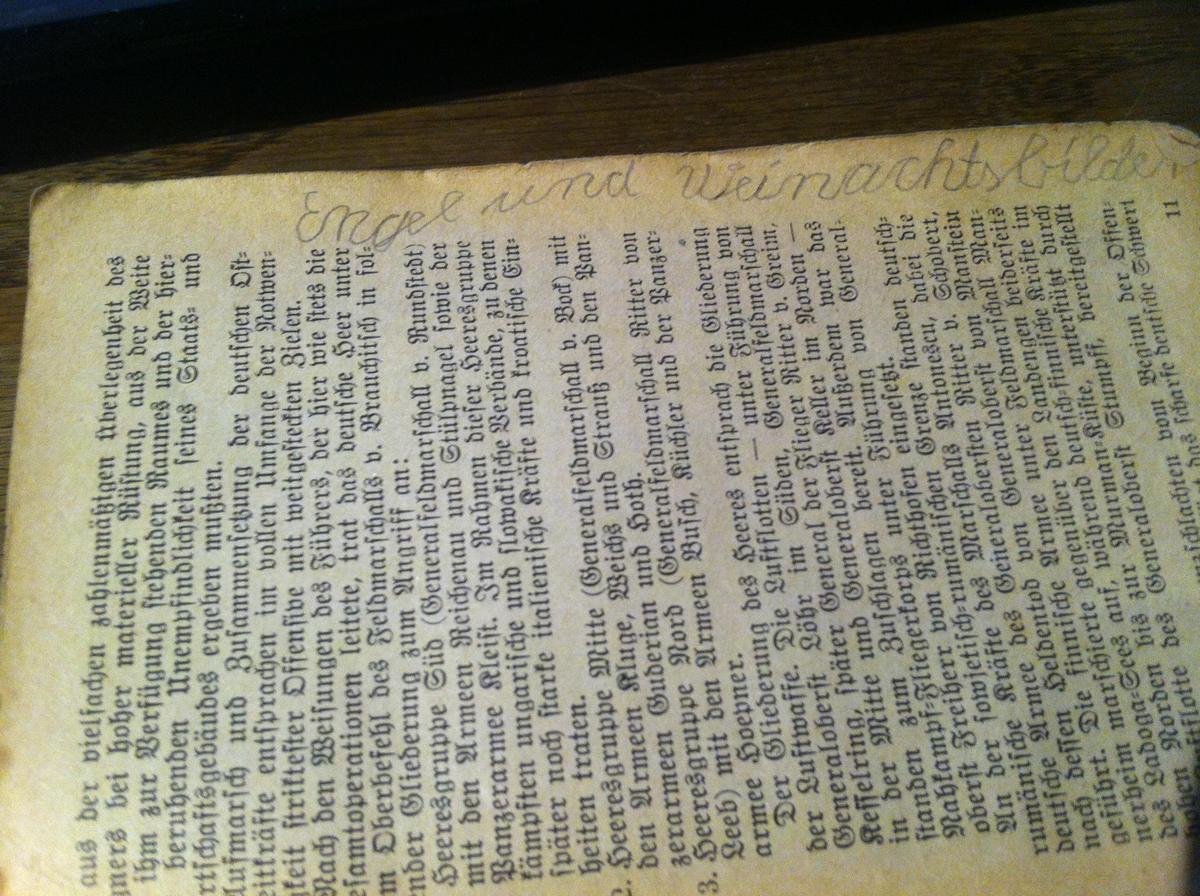 Engel und Weinachtsbilder
aus der vielfachen zahlenmäßigen Überlegenheit des
gners bei hoher materieller Rüstung, aus der Weite
ihm zur Verfügung stehenden Raumes und der hier-
beruhenden Unempfindlichkeit seines Staats- und
rtschaftsgebäudes ergeben mußten.
Aufmarsch und Zusammensetzung der deutschen Ost-
eitkräfte entsprachen im vollen Umfange der Notwen-
keit striktester Offensive mit weitgesteckten Zielen.
Nach den Weisungen des Führers, der hier wie stets die
esamtoperationen leitete, trat das deutsche Heer unter
m Oberbefehl des Feldmarschalls v. Brauchitsch in fol-
nder Gliederung zum Angriff an:
Heeresgruppe Süd (Generalfeldmarschall v. Rundstedt)
mit den Armeen Reichenau und Stülpnagel sowie der
Panzerarmee Kleist. Im Rahmen dieser Heeresgruppe
kämpften ungarische und slowakische Verbände, zu denen
später noch starke italienische Kräfte und kroatische Ein-
heiten traten.
2. Heeresgruppe Mitte (Generalfeldmarschall v. Bock) mit
den Armeen Kluge, Weichs und Strauß und den Pan-
zerarmeen Guderian und Hoth.
3. Heeresgruppe Nord (Generalfeldmarschall Ritter von
Leeb) mit den Armeen Busch, Küchler und der Panzer-
armee Hoepner.
Der Gliederung des Heeres entsprach die Gliederung
der Luftwaffe. Die Luftflotten — unter Führung von
Generaloberst Löhr im Süden, Generalfeldmarschall
Kesselring, später General der Flieger Ritter v. Greim,
in der Mitte und Generaloberst Keller im Norden —
standen zum Zuschlagen bereit. Außerdem war das
Nahkampf-Fliegerkorps unter Führung von General-
oberst Freiherr von Richthofen eingesetzt.
An der sowjetisch-rumänischen Grenze standen deutsch-
rumänische Kräfte des Marschalls Antonescu, dabei die
deutsche Armee des Generalobersten Ritter v. Schobert,
nach dessen Heldentod von Generaloberst von Manstein
geführt. Die finnische Armee unter Feldmarschall Man-
nerheim marschierte gegenüber den Landengen beiderseits
des Ladoga-Sees auf, während deutsch-finnische Kräfte im
Norden bis zur Murman-Küste, unterstützt durch
Luftflotte des Generaloberst Stumpff, bereitgestellt
schlachten vom Beginn der Offen-
das scharfe deutsche Schwert
11